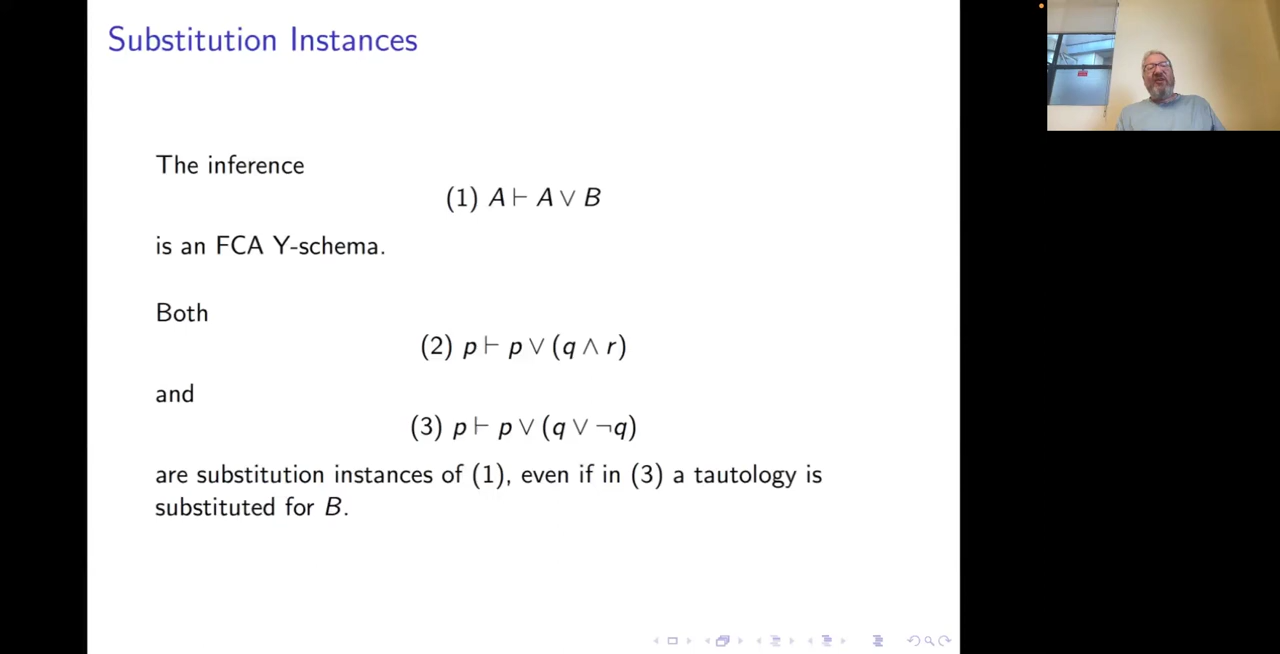 Substitution Instances
The inference
(1) A ⊢ A ∨ B
is an FCA Y-schema.
Both
(2) p ⊢ p ∨ (q ∧ r)
and
(3) p ⊢ p ∨ (q ∨ ¬q)
are substitution instances of (1), even if in (3) a tautology is
substituted for B.